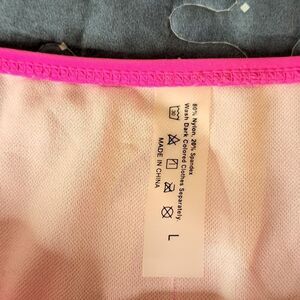 80% Nylon, 20% Spandex
Wash Dark Colored Clothes Separately
MADE IN CHINA
L